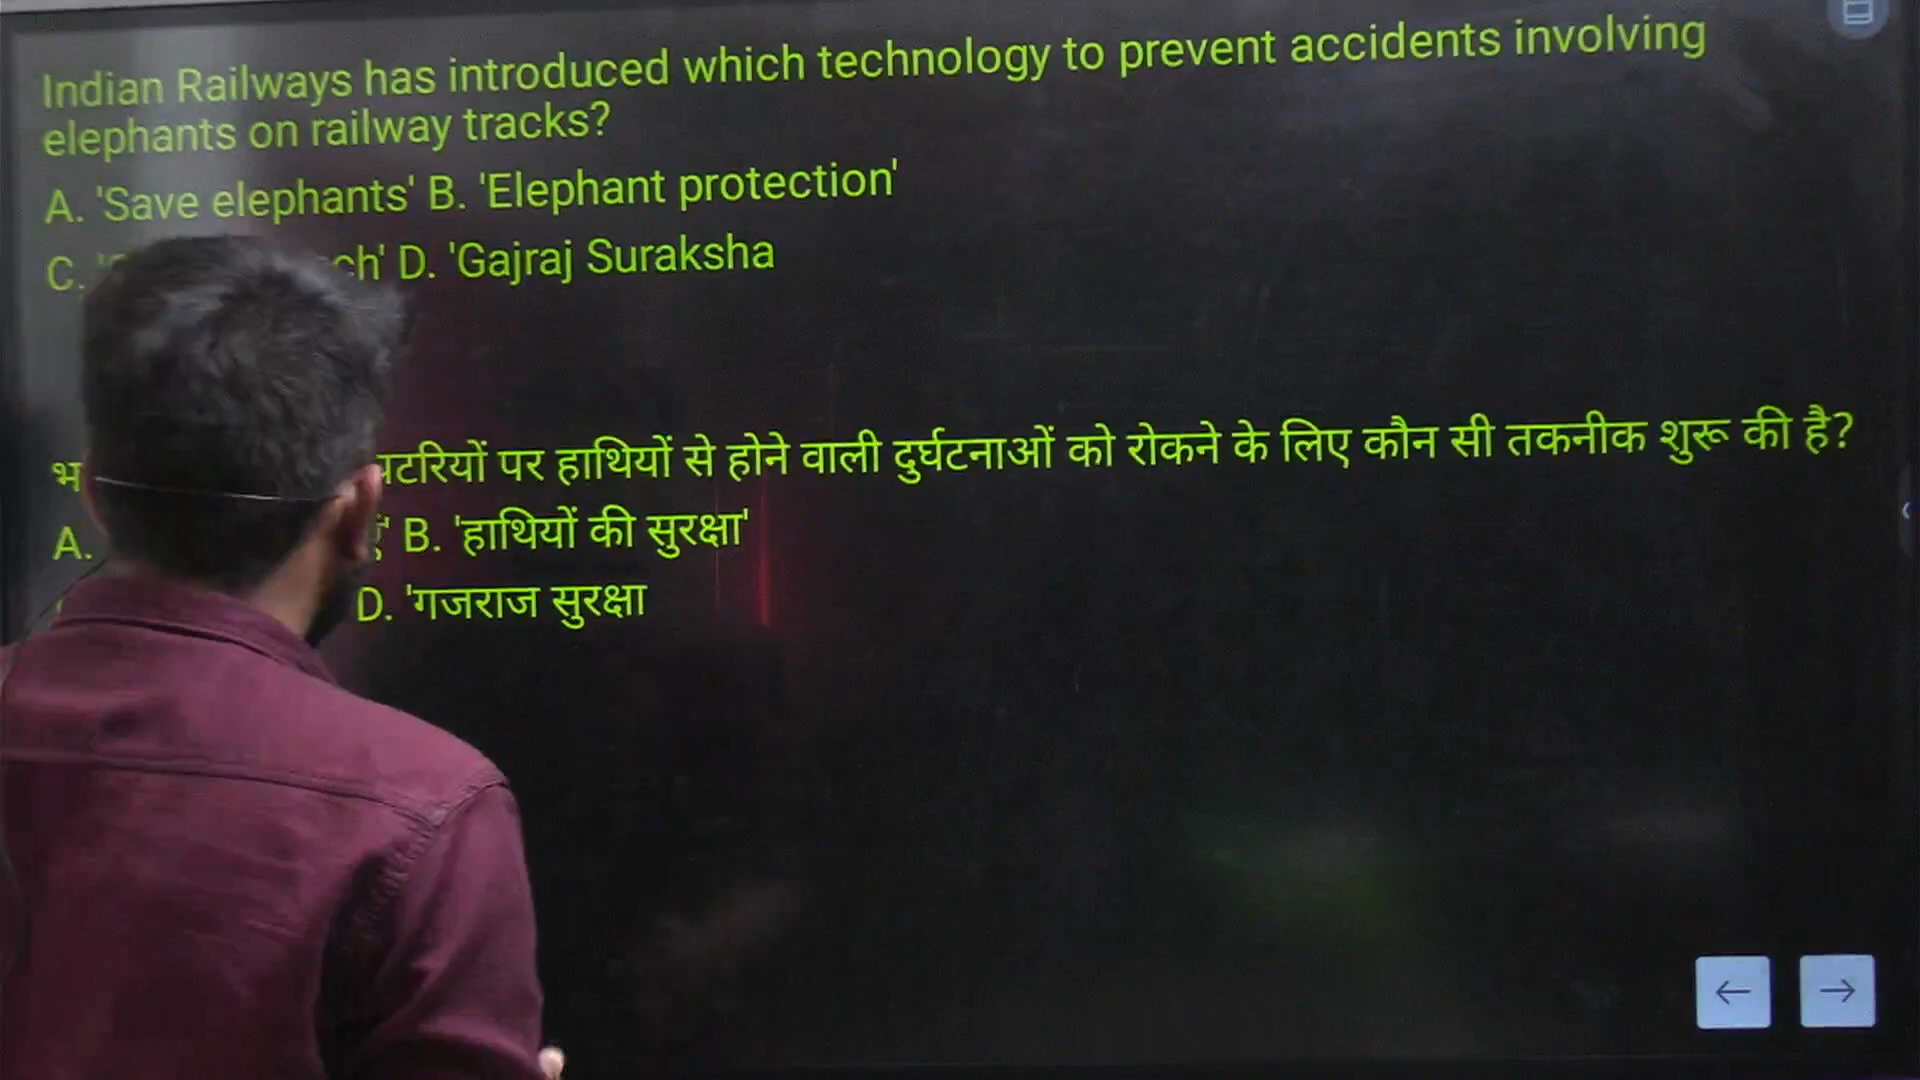 Indian Railways has introduced which technology to prevent accidents involving
elephants on railway tracks?
A. 'Save elephants' B. 'Elephant protection'
C. D. 'Gajraj Suraksha
पटरियों पर हाथियों से होने वाली दुर्घटनाओं को रोकने के लिए कौन सी तकनीक शुरू की है?
A. B. 'हाथियों की सुरक्षा'
D. 'गजराज सुरक्षा